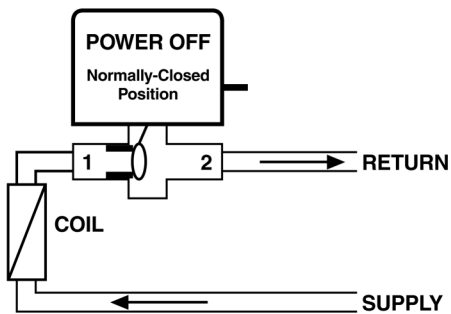 POWER OFF
Normally-Closed
Position
1
2
RETURN
COIL
SUPPLY